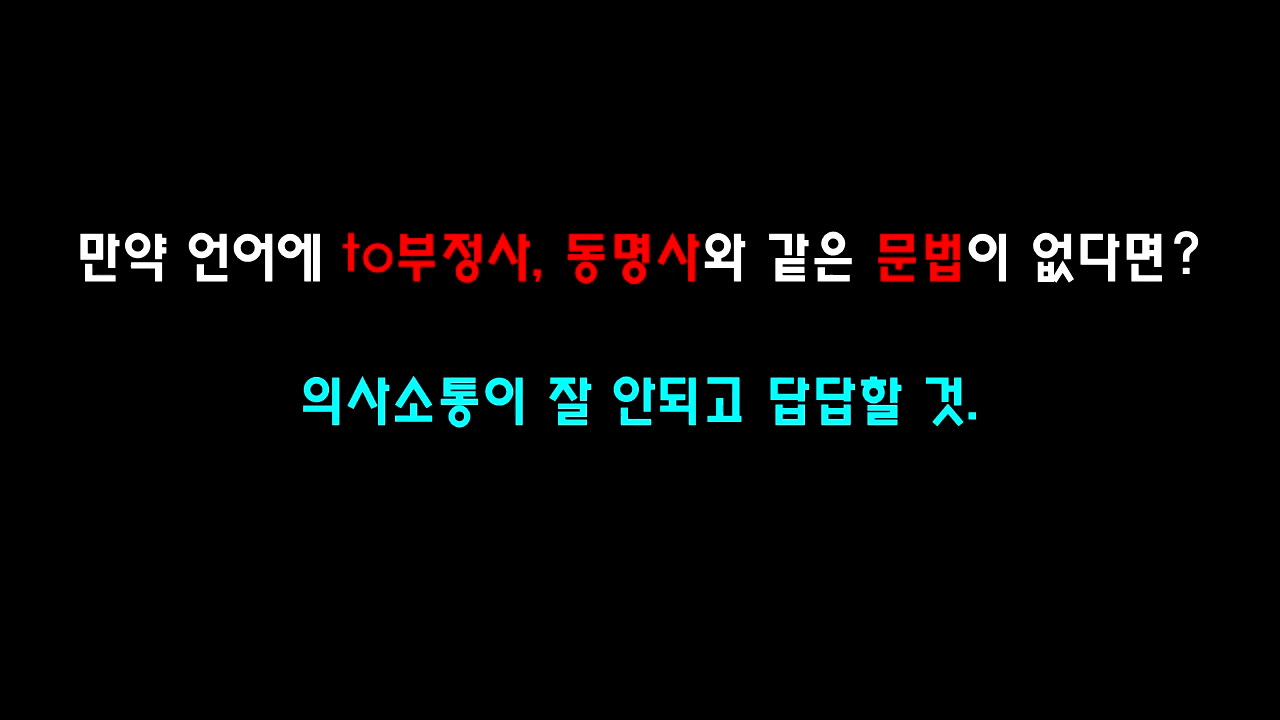 만약 언어에 to부정사, 동명사와 같은 문법이 없다면?
의사소통이 잘 안되고 답답할 것.